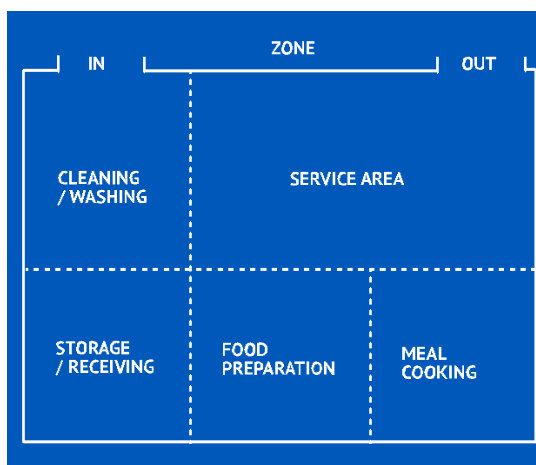 ZONE
IN
OUT
CLEANING
/ WASHING
SERVICE AREA
STORAGE
/ RECEIVING
FOOD
PREPARATION
MEAL
COOKING